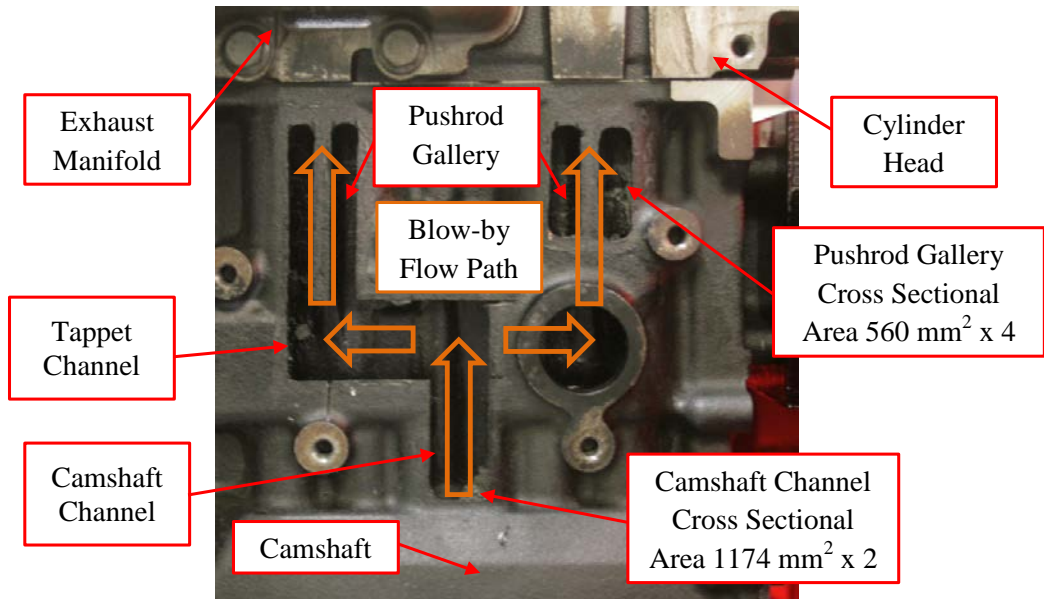 Exhaust
Manifold
Pushrod
Gallery
Cylinder
Head
Blow-by
Flow Path
Pushrod Gallery
Cross Sectional
Area 560 mm² x 4
Tappet
Channel
Camshaft
Channel
Camshaft Channel
Cross Sectional
Area 1174 mm² x 2
Camshaft